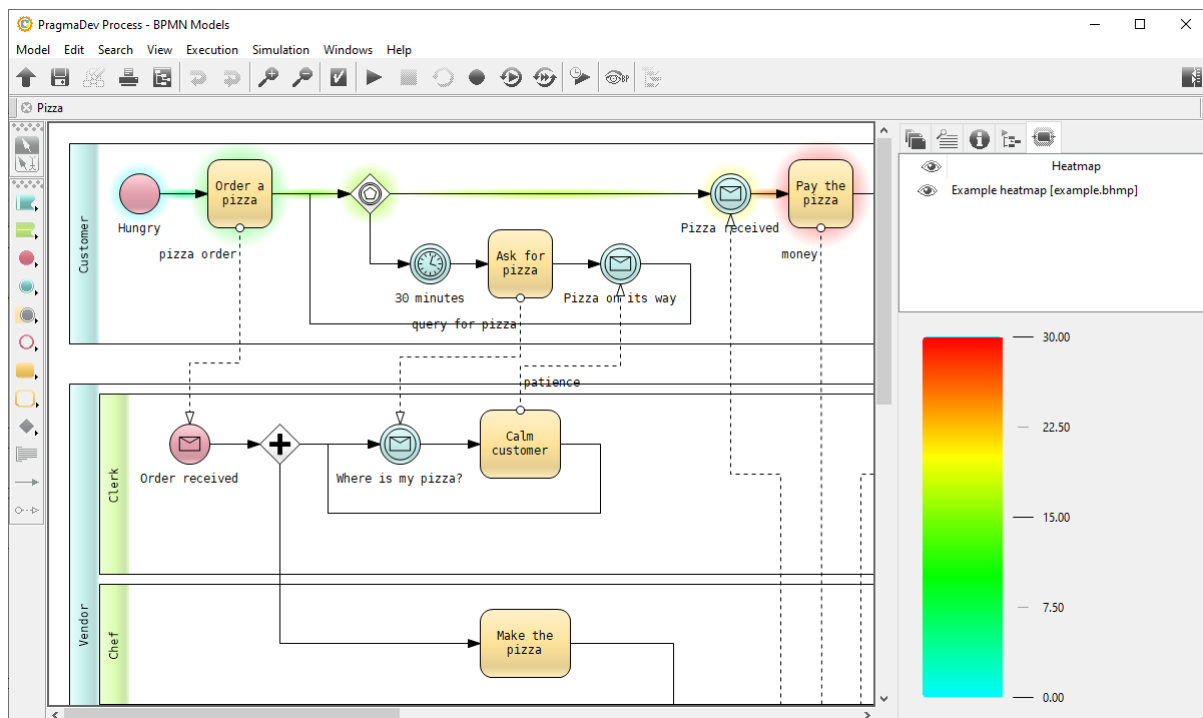 PragmaDev Process - BPMN Models
Model Edit Search View Execution Simulation Windows Help
BP
Pizza
Customer
Hungry
Order a
pizza
pizza order
30 minutes
Ask for
pizza
query for pizza
Pizza on its way
Pizza received
Pay the
pizza
money
patience
Vendor
Clerk
Order received
Where is my pizza?
Calm
customer
Chef
Make the
pizza
Heatmap
Example heatmap [example.bhmp]
30.00
22.50
15.00
7.50
0.00